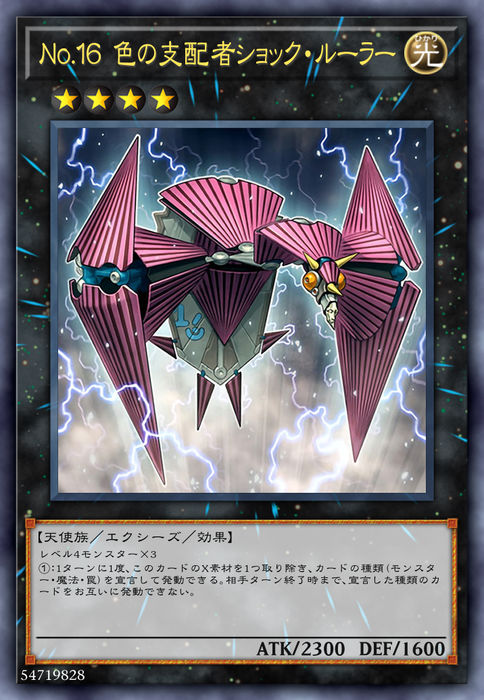 No.16 色の支配者ショック・ルーラー
ひかり
光
16
【天使族／エクシーズ／効果】
レベル4モンスター×3
①:1ターンに1度、このカードのX素材を1つ取り除き、カードの種類(モンスタ
ー・魔法・罠)を宣言して発動できる。相手ターン終了時まで、宣言した種類のカ
ードをお互いに発動できない。
ATK/2300 DEF/1600
54719828